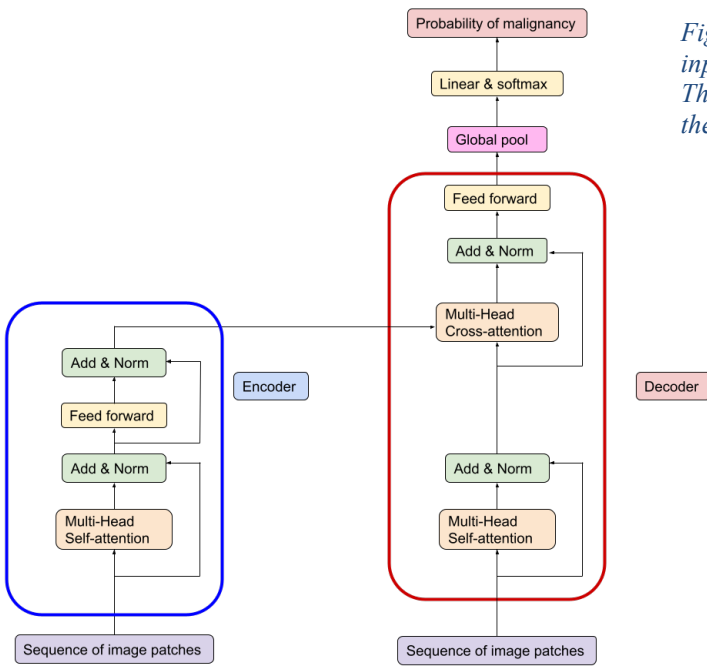 Probability of malignancy
Linear & softmax
Global pool
Feed forward
Add & Norm
Multi-Head
Cross-attention
Add & Norm
Multi-Head
Self-attention
Sequence of image patches
Decoder
Add & Norm
Feed forward
Add & Norm
Multi-Head
Self-attention
Sequence of image patches
Encoder
Fig
inp
Th
the